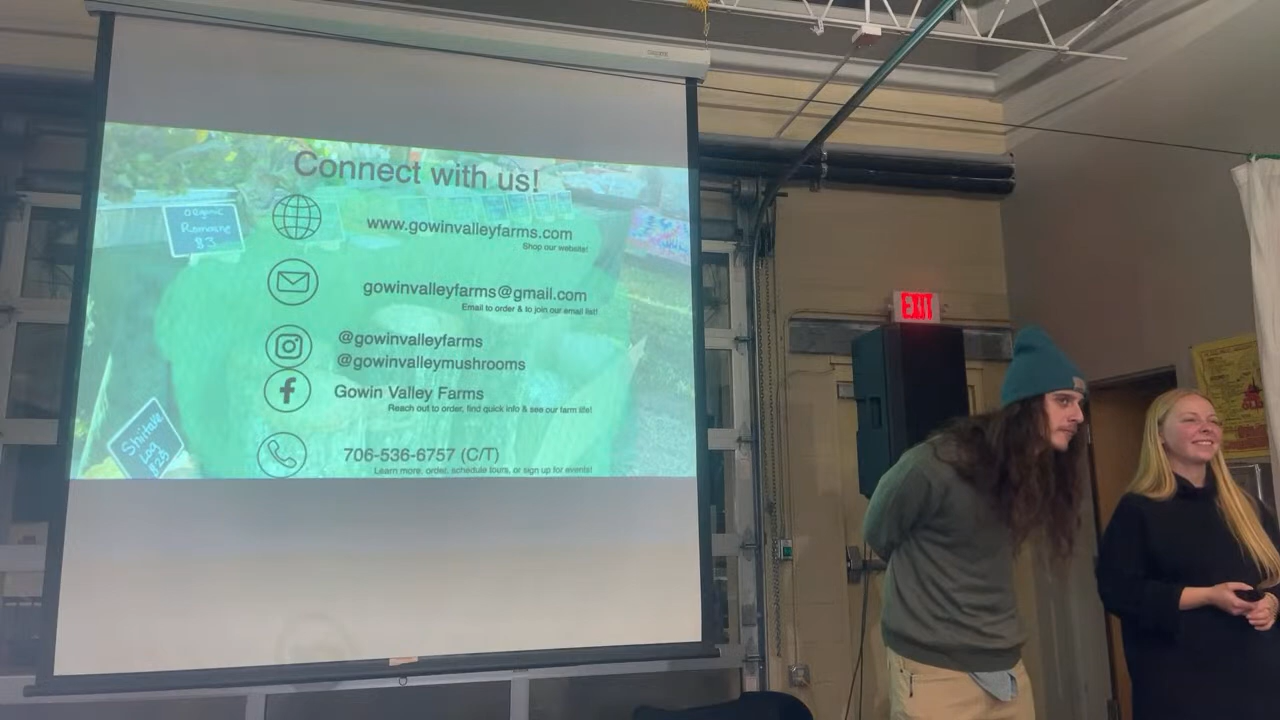 Connect with us!
www.gowinvalleyfarms.com
Shop our website!
gowinvalleyfarms@gmail.com
Email to order & to join our email list!
@gowinvalleyfarms
@gowinvalleymushrooms
Gowin Valley Farms
Reach out to order, find quick info & see our farm life!
706-536-6757 (C/T)
Learn more, order, schedule tours, or sign up for events!
Organic
Romaine
$3
Shiitake
Log
$25
EXIT